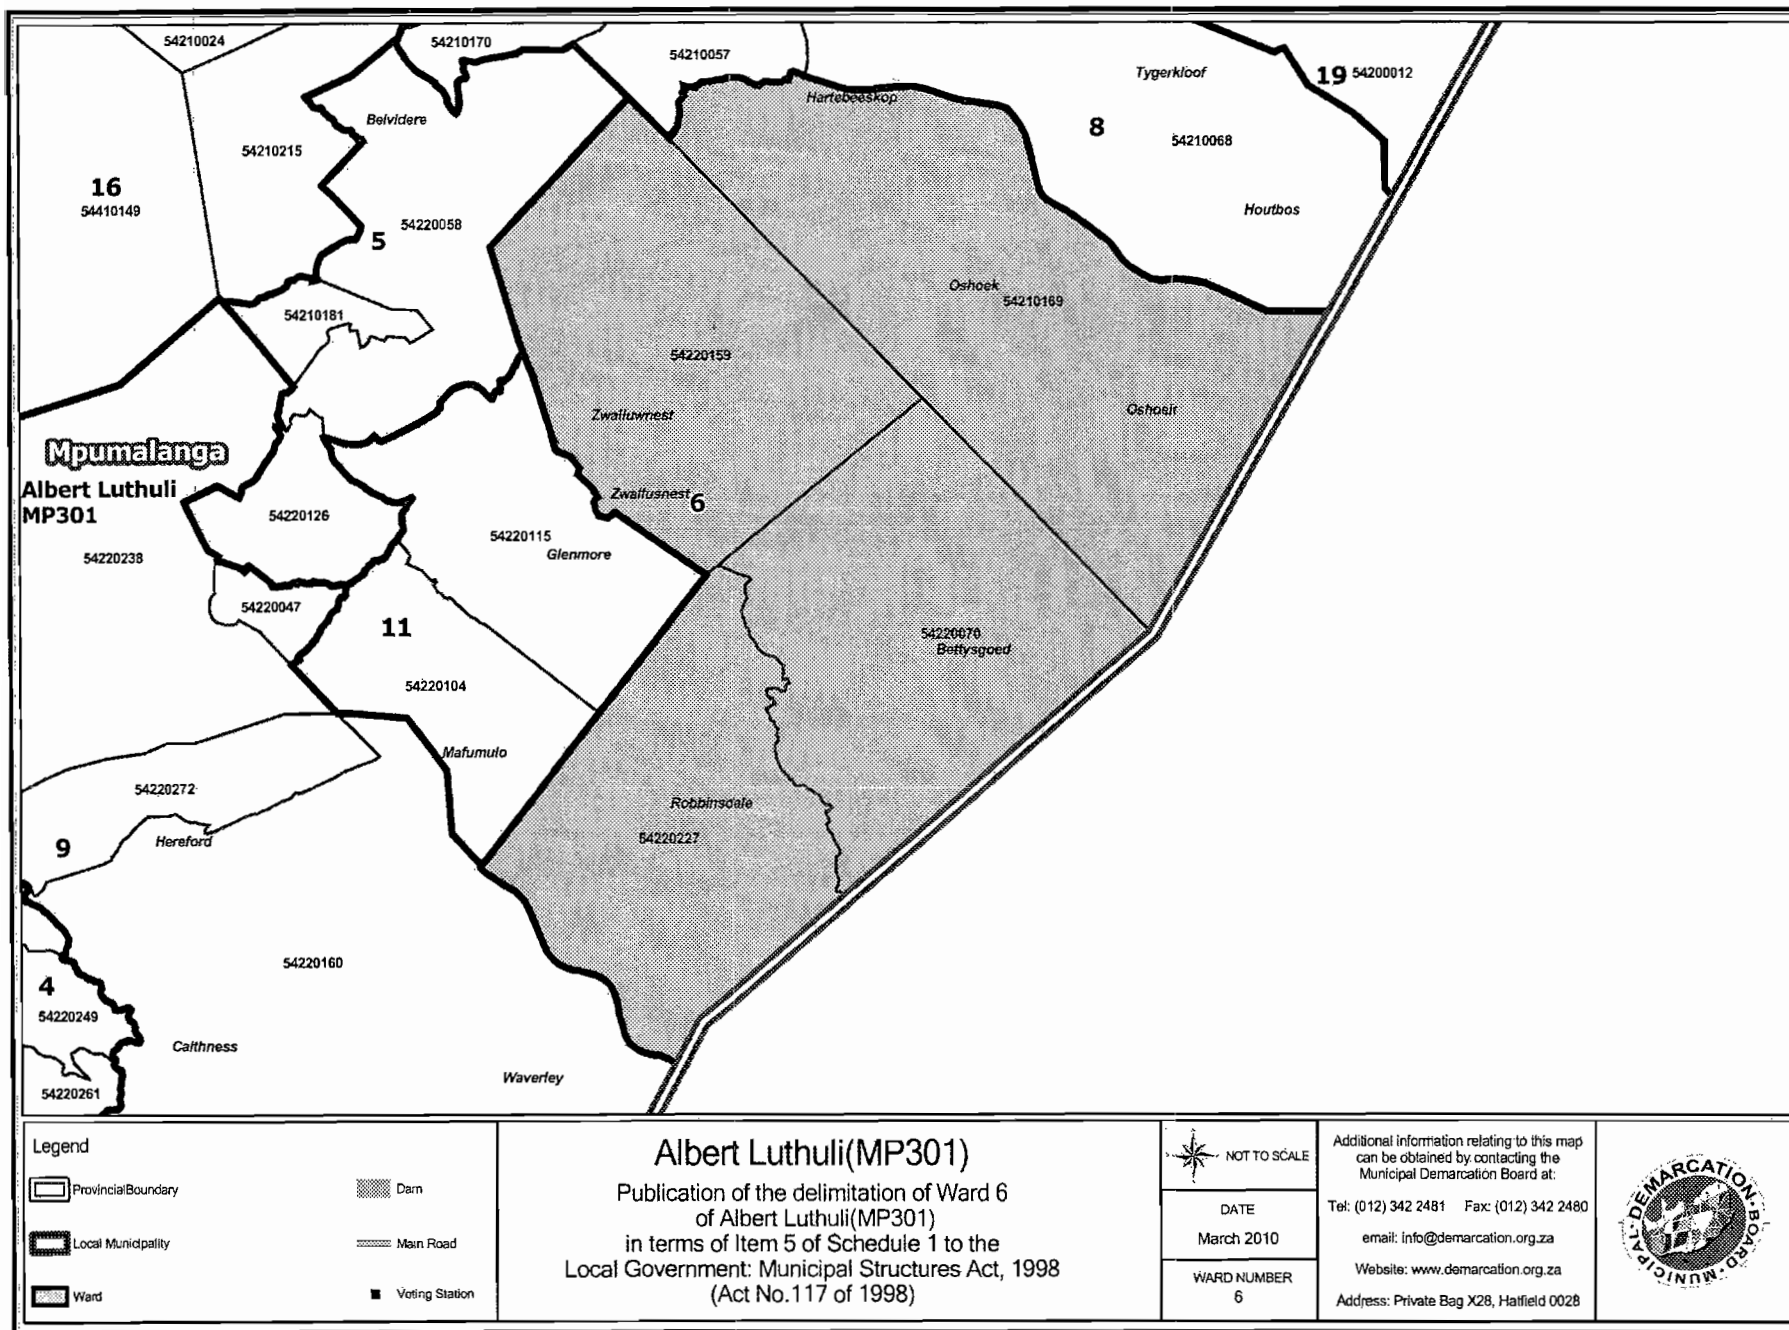 54210024
54210170
54210057
Tygerkloof
19 54200012
Hartebeeskop
Belvidere
8
54210068
54210215
16
54410149
Houtbos
5
54220058
Oshoek
54210169
54210181
54220159
Zwailuwnest
Mpumalanga
Albert Luthuli
MP301
Zwallusnest
6
54220126
54220115
Glenmore
54220238
54220047
11
54220070
Bettysgoed
54220104
Mafumulo
54220272
Robbinsdale
54220227
9
Hereford
54220160
4
54220249
Caithness
Waverley
54220261
Legend
ProvincialBoundary
Local Municipality
Ward
Dam
Main Road
Voting Station
Albert Luthuli(MP301)
Publication of the delimitation of Ward 6
of Albert Luthuli(MP301)
in terms of Item 5 of Schedule 1 to the
Local Government: Municipal Structures Act, 1998
(Act No.117 of 1998)
NOT TO SCALE
DATE
March 2010
WARD NUMBER
6
Additional information relating to this map
can be obtained by contacting the
Municipal Demarcation Board at:
Tel: (012) 342 2481 Fax: (012) 342 2480
email: info@demarcation.org.za
Website: www.demarcation.org.za
Address: Private Bag X28, Hatfield 0028
MUNICIPAL DEMARCATION BOARD